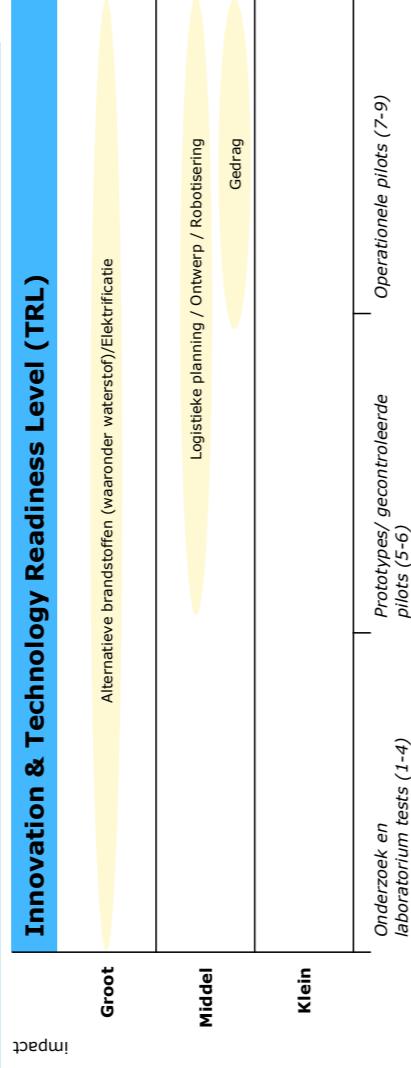 Innovation & Technology Readiness Level (TRL)
impact
Groot
Alternatieve brandstoffen (waaronder waterstof)/Elektrificatie
Middel
Logistieke planning / Ontwerp / Robotisering
Gedrag
Klein
Onderzoek en
laboratorium tests (1-4)
Prototypes/ gecontroleerde
pilots (5-6)
Operationele pilots (7-9)